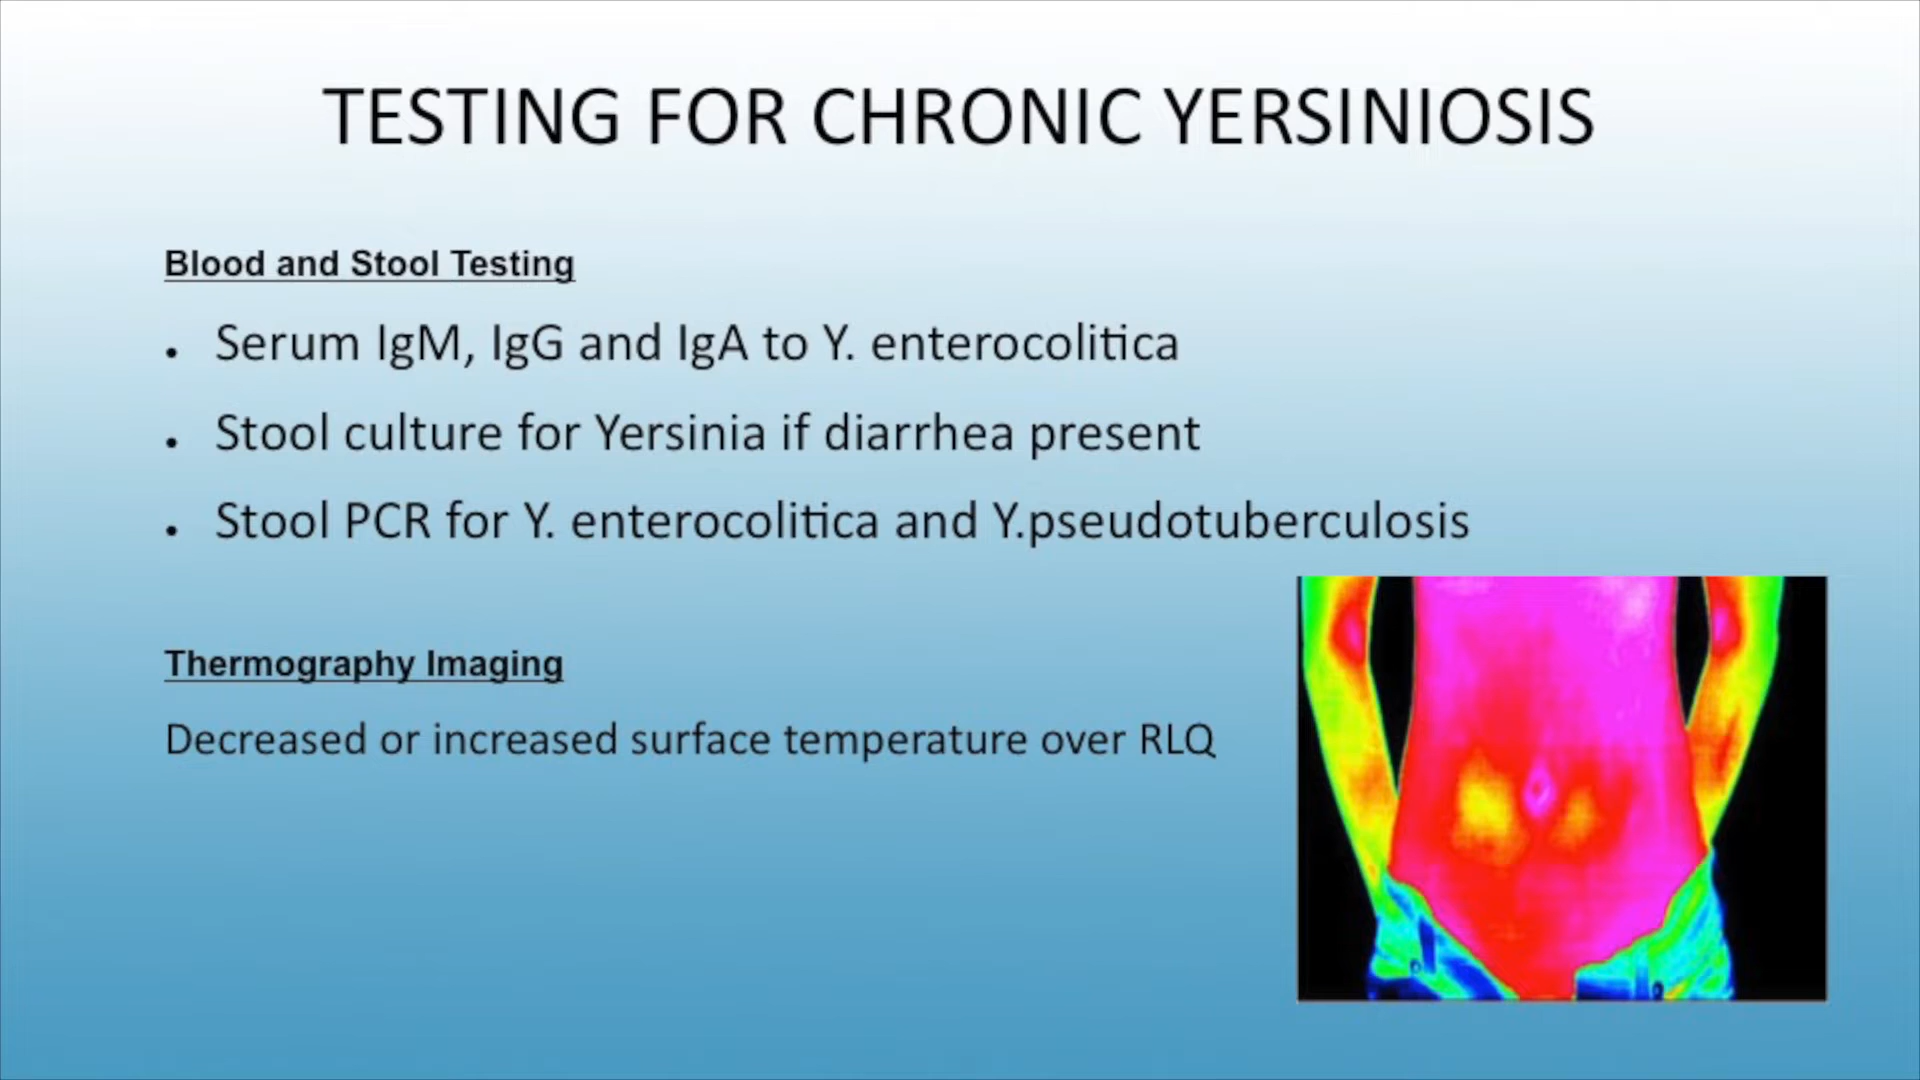 TESTING FOR CHRONIC YERSINIOSIS
Blood and Stool Testing
• Serum IgM, IgG and IgA to Y. enterocolitica
• Stool culture for Yersinia if diarrhea present
• Stool PCR for Y. enterocolitica and Y.pseudotuberculosis
Thermography Imaging
Decreased or increased surface temperature over RLQ